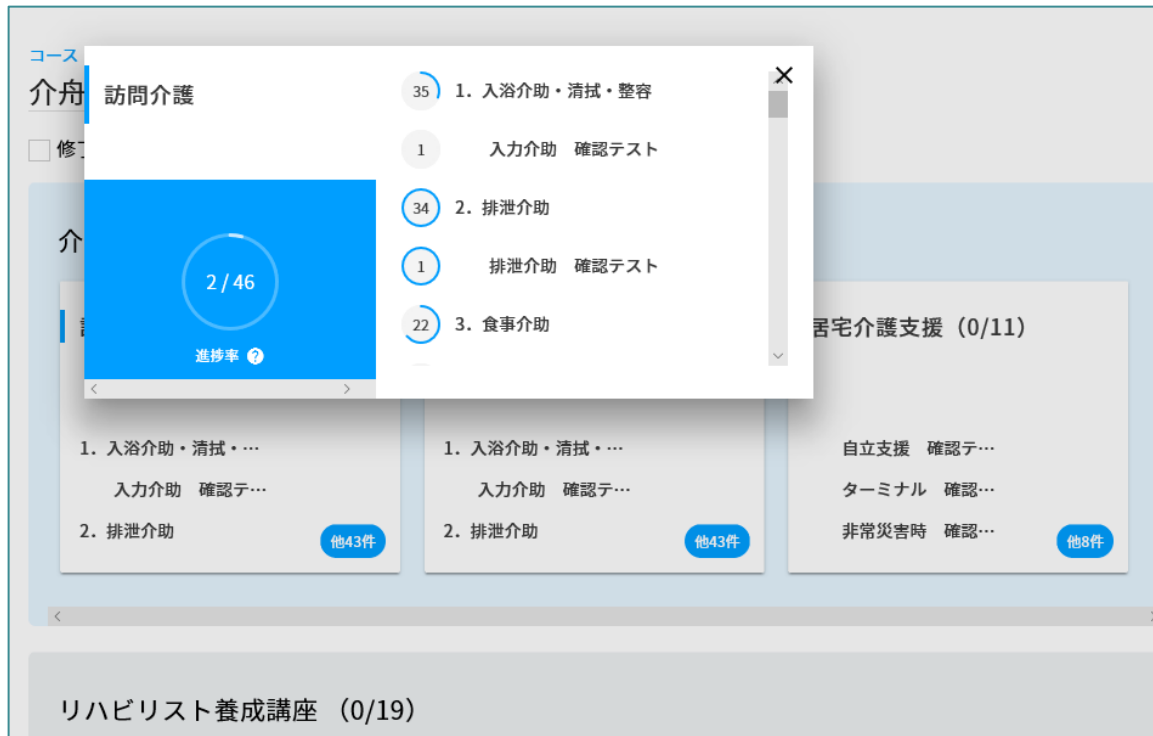 コース
介舟
修了
訪問介護
2 / 46
進捗率 ?
35 1. 入浴介助・清拭・整容
1 入力介助 確認テスト
34 2. 排泄介助
1 排泄介助 確認テスト
22 3. 食事介助
介
1. 入浴介助・清拭・…
入力介助 確認テ…
2. 排泄介助
他43件
1. 入浴介助・清拭・…
入力介助 確認テ…
2. 排泄介助
他43件
居宅介護支援（0/11）
自立支援 確認テ…
ターミナル 確認…
非常災害時 確認…
他8件
リハビリスト養成講座 （0/19）